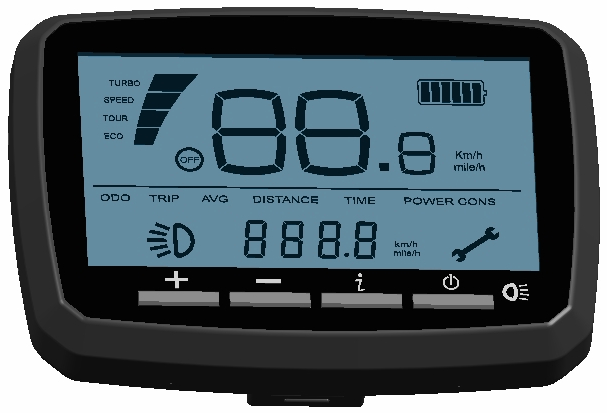 TURBO
SPEED
TOUR
ECO
OFF
88.8
Km/h
mile/h
ODO TRIP AVG DISTANCE TIME POWER CONS
888.8
km/h
mile/h
+ − i